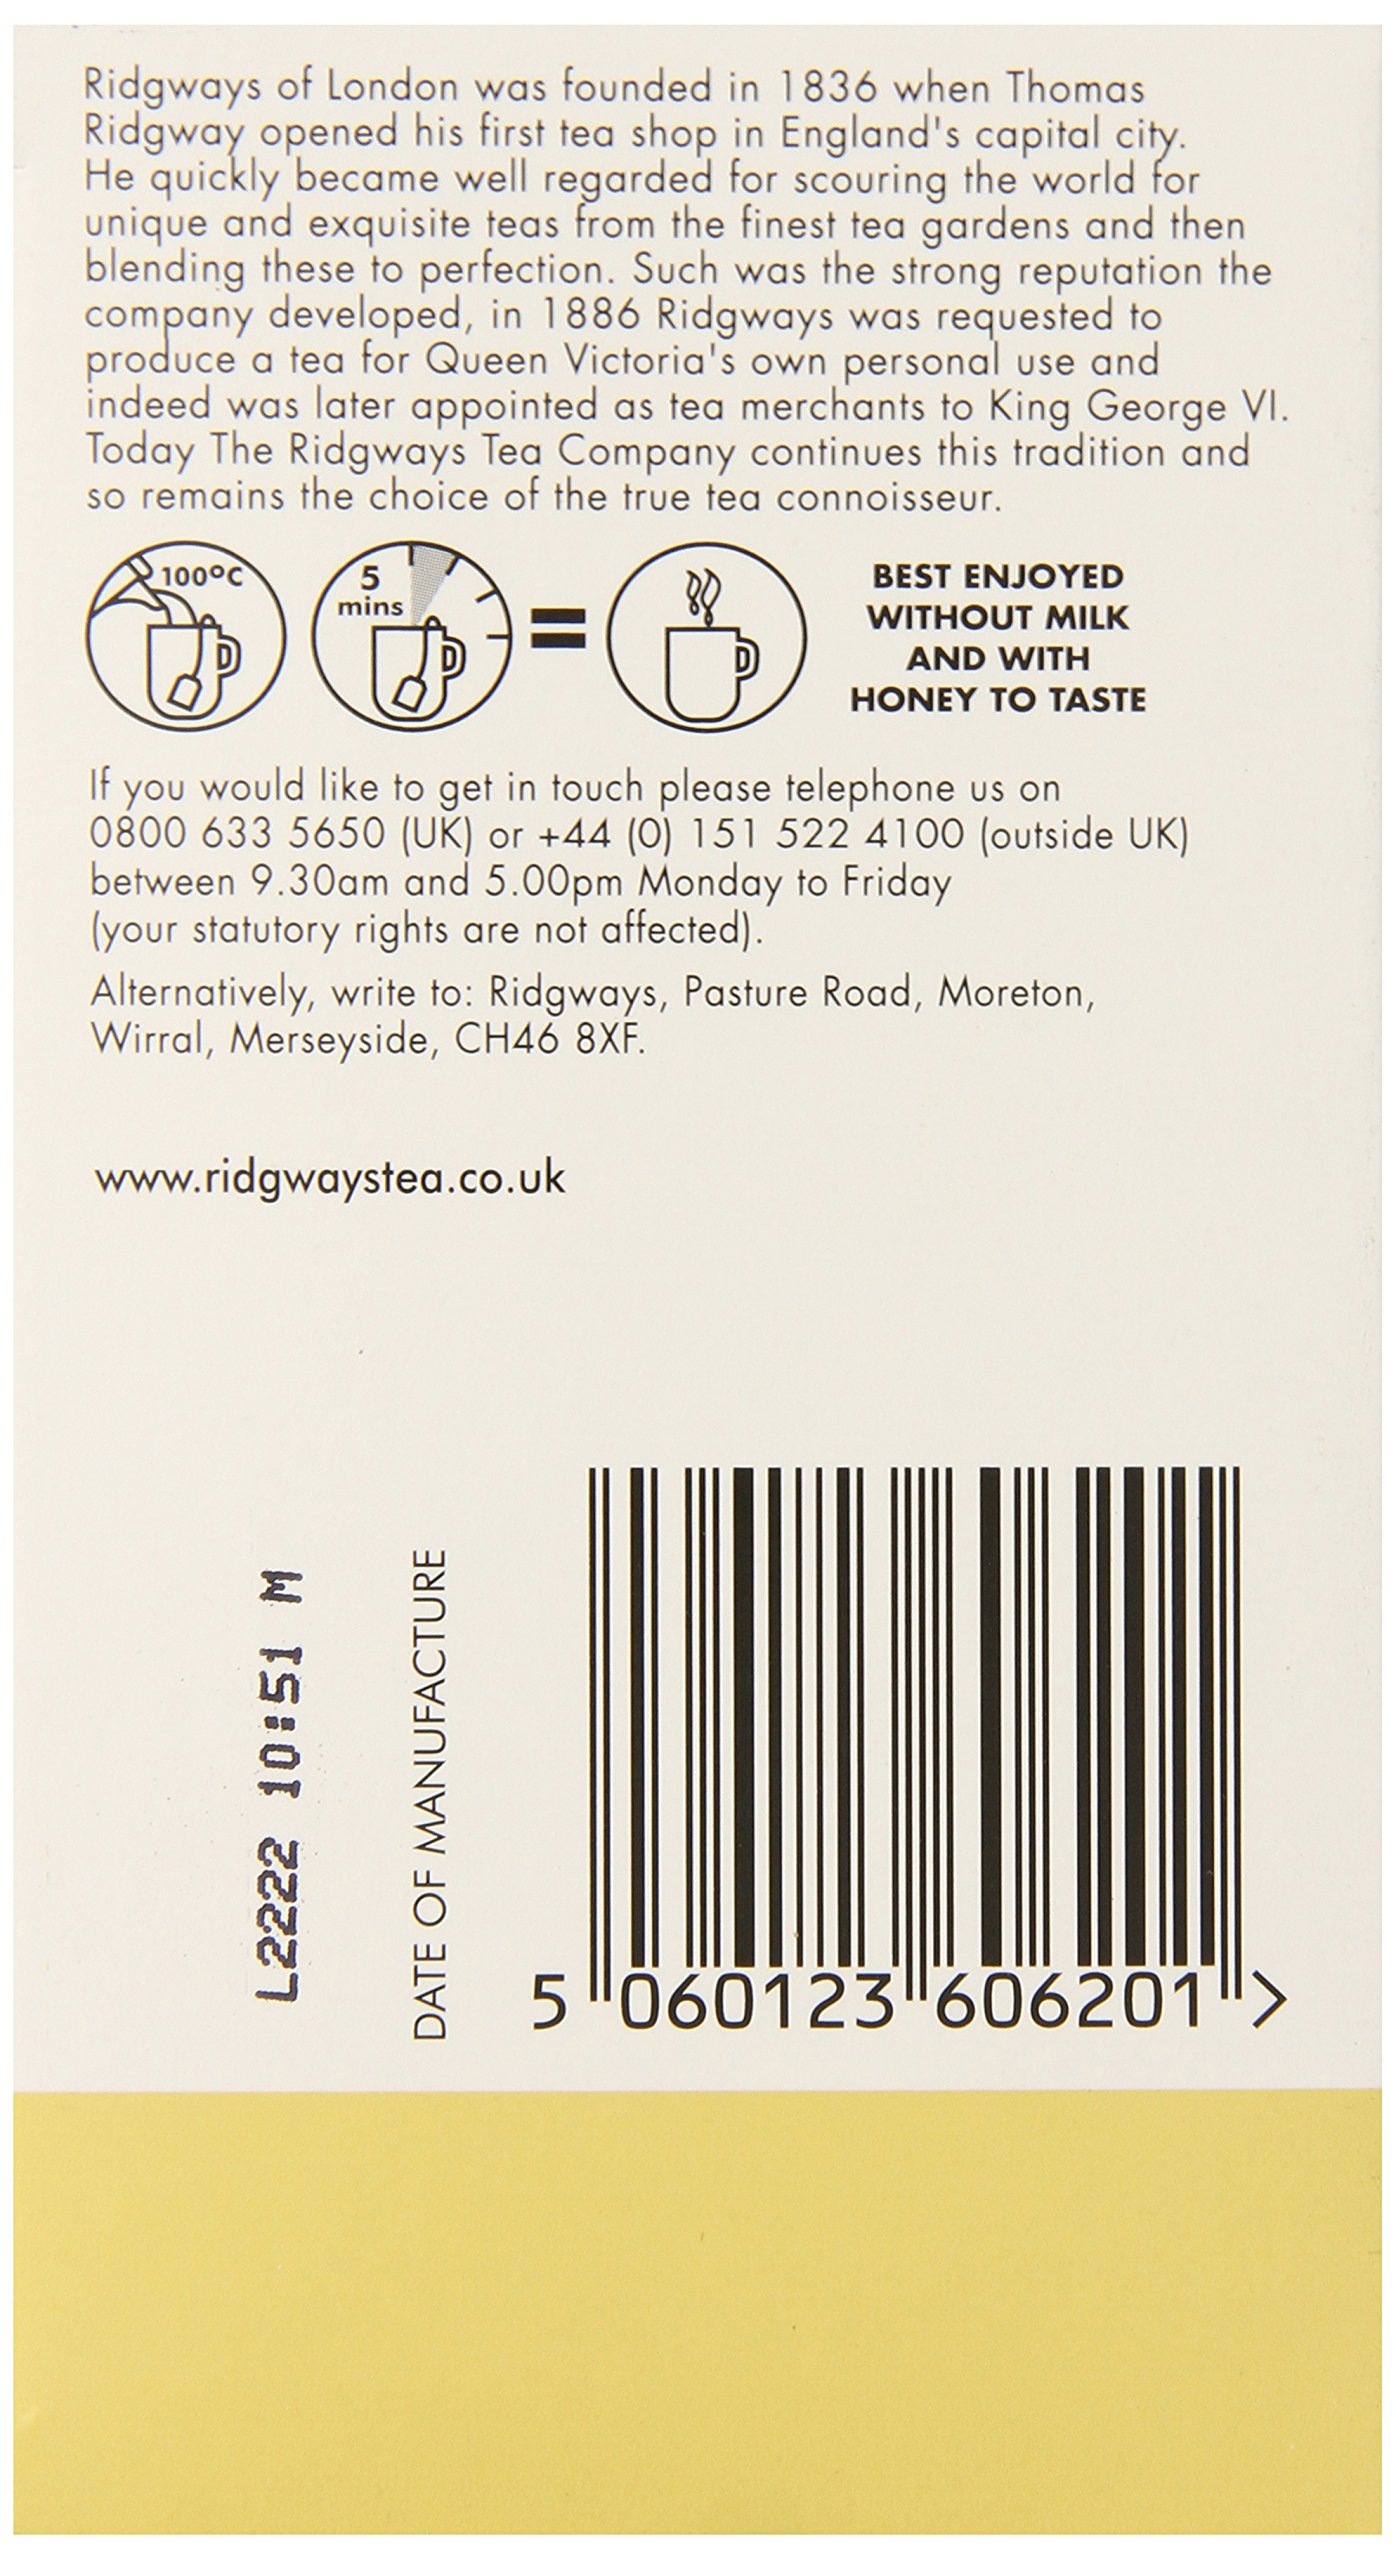 Ridgways of London was founded in 1836 when Thomas
Ridgway opened his first tea shop in England's capital city.
He quickly became well regarded for scouring the world for
unique and exquisite teas from the finest tea gardens and then
blending these to perfection. Such was the strong reputation the
company developed, in 1886 Ridgways was requested to
produce a tea for Queen Victoria's own personal use and
indeed was later appointed as tea merchants to King George VI.
Today The Ridgways Tea Company continues this tradition and
so remains the choice of the true tea connoisseur.
100°C
5
mins
=
BEST ENJOYED
WITHOUT MILK
AND WITH
HONEY TO TASTE
If you would like to get in touch please telephone us on
0800 633 5650 (UK) or +44 (0) 151 522 4100 (outside UK)
between 9.30am and 5.00pm Monday to Friday
(your statutory rights are not affected).
Alternatively, write to: Ridgways, Pasture Road, Moreton,
Wirral, Merseyside, CH46 8XF.
www.ridgwaystea.co.uk
L2222 10:51 M
DATE OF MANUFACTURE
5 060123 606201 >